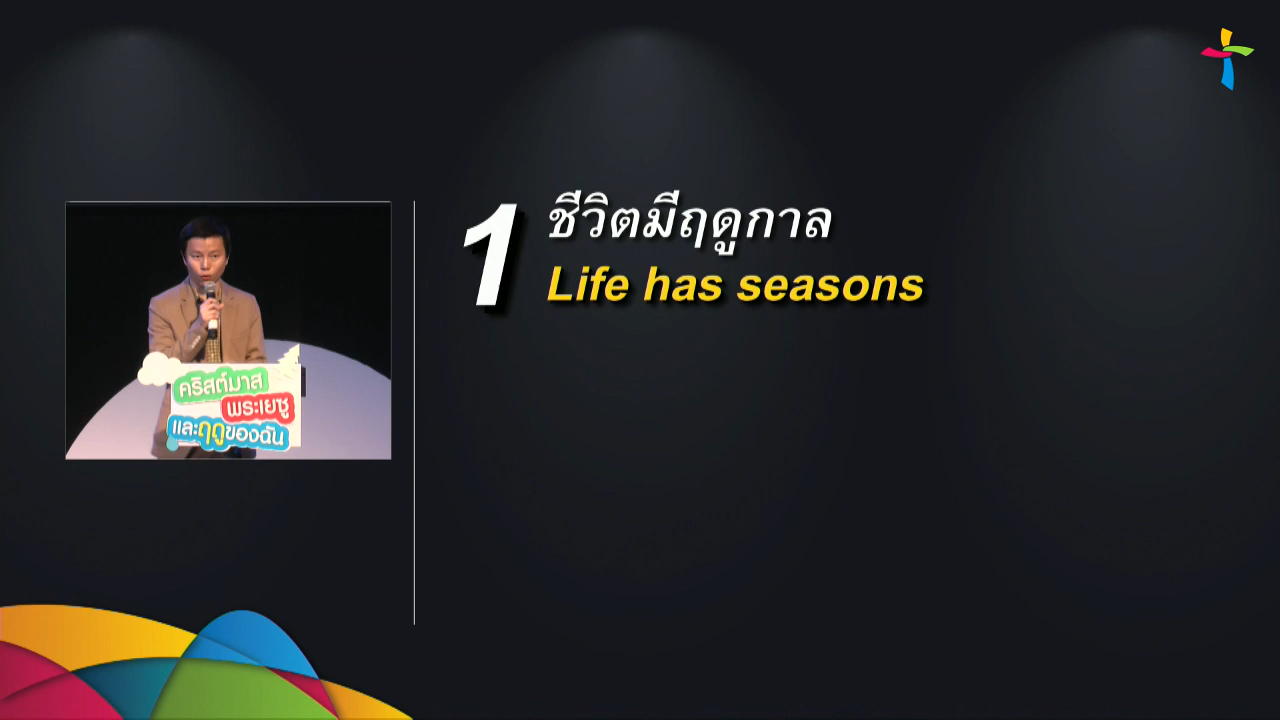 1
ชีวิตมีฤดูกาล
Life has seasons
คริสต์มาส
พระเยซู
และฤดูของฉัน